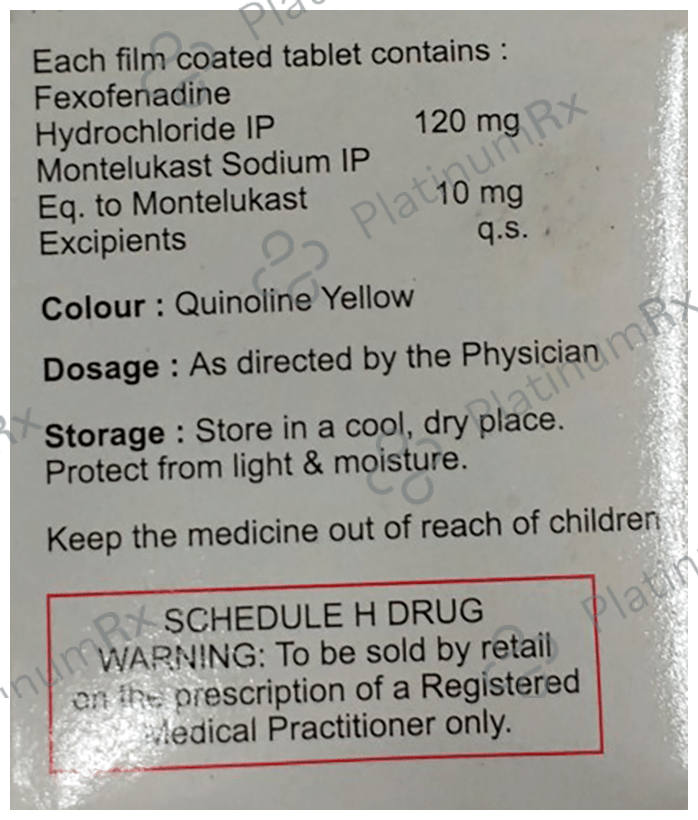 Each film coated tablet contains :
Fexofenadine
Hydrochloride IP 120 mg
Montelukast Sodium IP
Eq. to Montelukast 10 mg
Excipients q.s.
Colour : Quinoline Yellow
Dosage : As directed by the Physician
Storage : Store in a cool, dry place.
Protect from light & moisture.
Keep the medicine out of reach of children
SCHEDULE H DRUG
WARNING: To be sold by retail
on the prescription of a Registered
Medical Practitioner only.
PlatinumRx
PlatinumRx